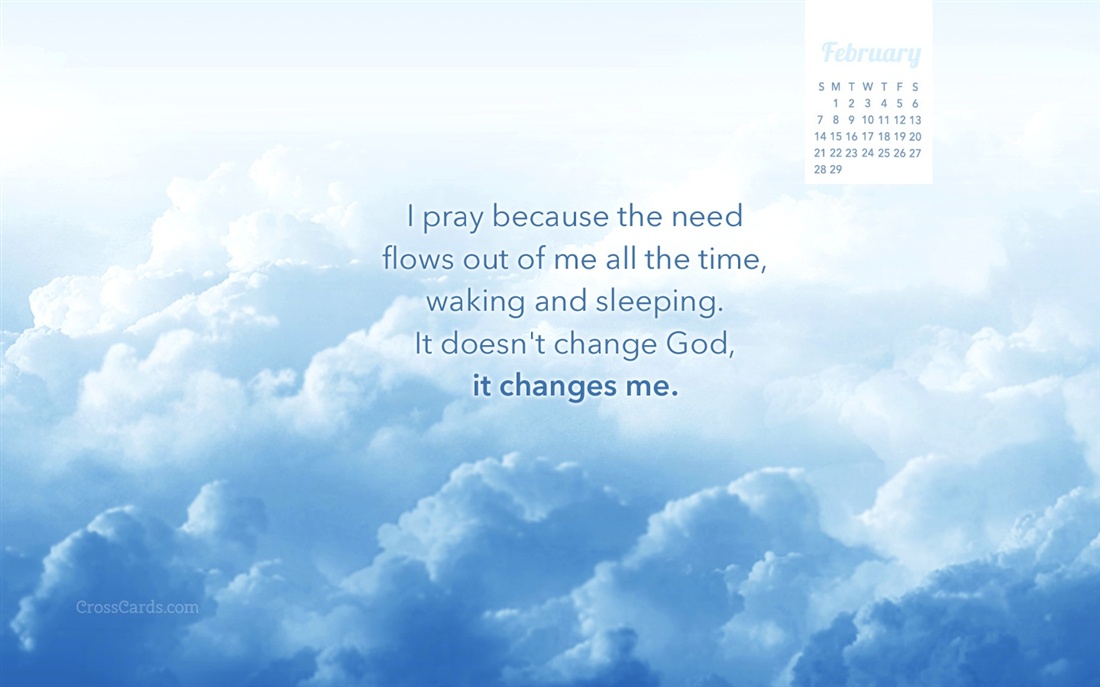 February
S M T W T F S
1 2 3 4 5 6
7 8 9 10 11 12 13
14 15 16 17 18 19 20
21 22 23 24 25 26 27
28 29
I pray because the need
flows out of me all the time,
waking and sleeping.
It doesn't change God,
it changes me.
CrossCards.com